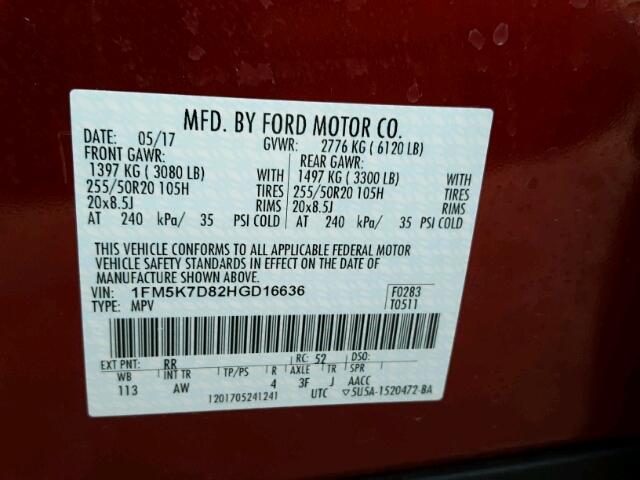 MFD. BY FORD MOTOR CO.
DATE: 05/17 GVWR: 2776 KG ( 6120 LB)
FRONT GAWR: REAR GAWR:
1397 KG ( 3080 LB) 1497 KG ( 3300 LB)
255/50R20 105H TIRES 255/50R20 105H TIRES
20x8.5J RIMS 20x8.5J RIMS
AT 240 kPa/ 35 PSI COLD AT 240 kPa/ 35 PSI COLD
THIS VEHICLE CONFORMS TO ALL APPLICABLE FEDERAL MOTOR
VEHICLE SAFETY STANDARDS IN EFFECT ON THE DATE OF
MANUFACTURE SHOWN ABOVE.
VIN: 1FM5K7D82HGD16636 F0283
TYPE: MPV T0511
EXT PNT: RR RC: 52 DSO:
WB INT TR TP/PS R AXLE TR
113 AW 4 3F J AACC
1201705241241 UTC ▽5U5A-1520472-BA